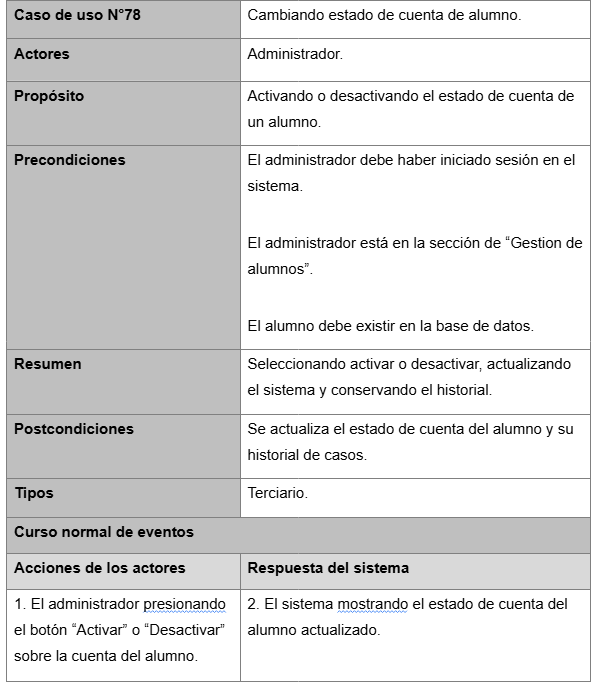 Caso de uso N°78
Cambiando estado de cuenta de alumno.
Actores
Administrador.
Propósito
Activando o desactivando el estado de cuenta de
un alumno.
Precondiciones
El administrador debe haber iniciado sesión en el
sistema.
El administrador está en la sección de “Gestion de
alumnos”.
El alumno debe existir en la base de datos.
Resumen
Seleccionando activar o desactivar, actualizando
el sistema y conservando el historial.
Postcondiciones
Se actualiza el estado de cuenta del alumno y su
historial de casos.
Tipos
Terciario.
Curso normal de eventos
Acciones de los actores
Respuesta del sistema
1. El administrador presionando
el botón “Activar” o “Desactivar”
sobre la cuenta del alumno.
2. El sistema mostrando el estado de cuenta del
alumno actualizado.